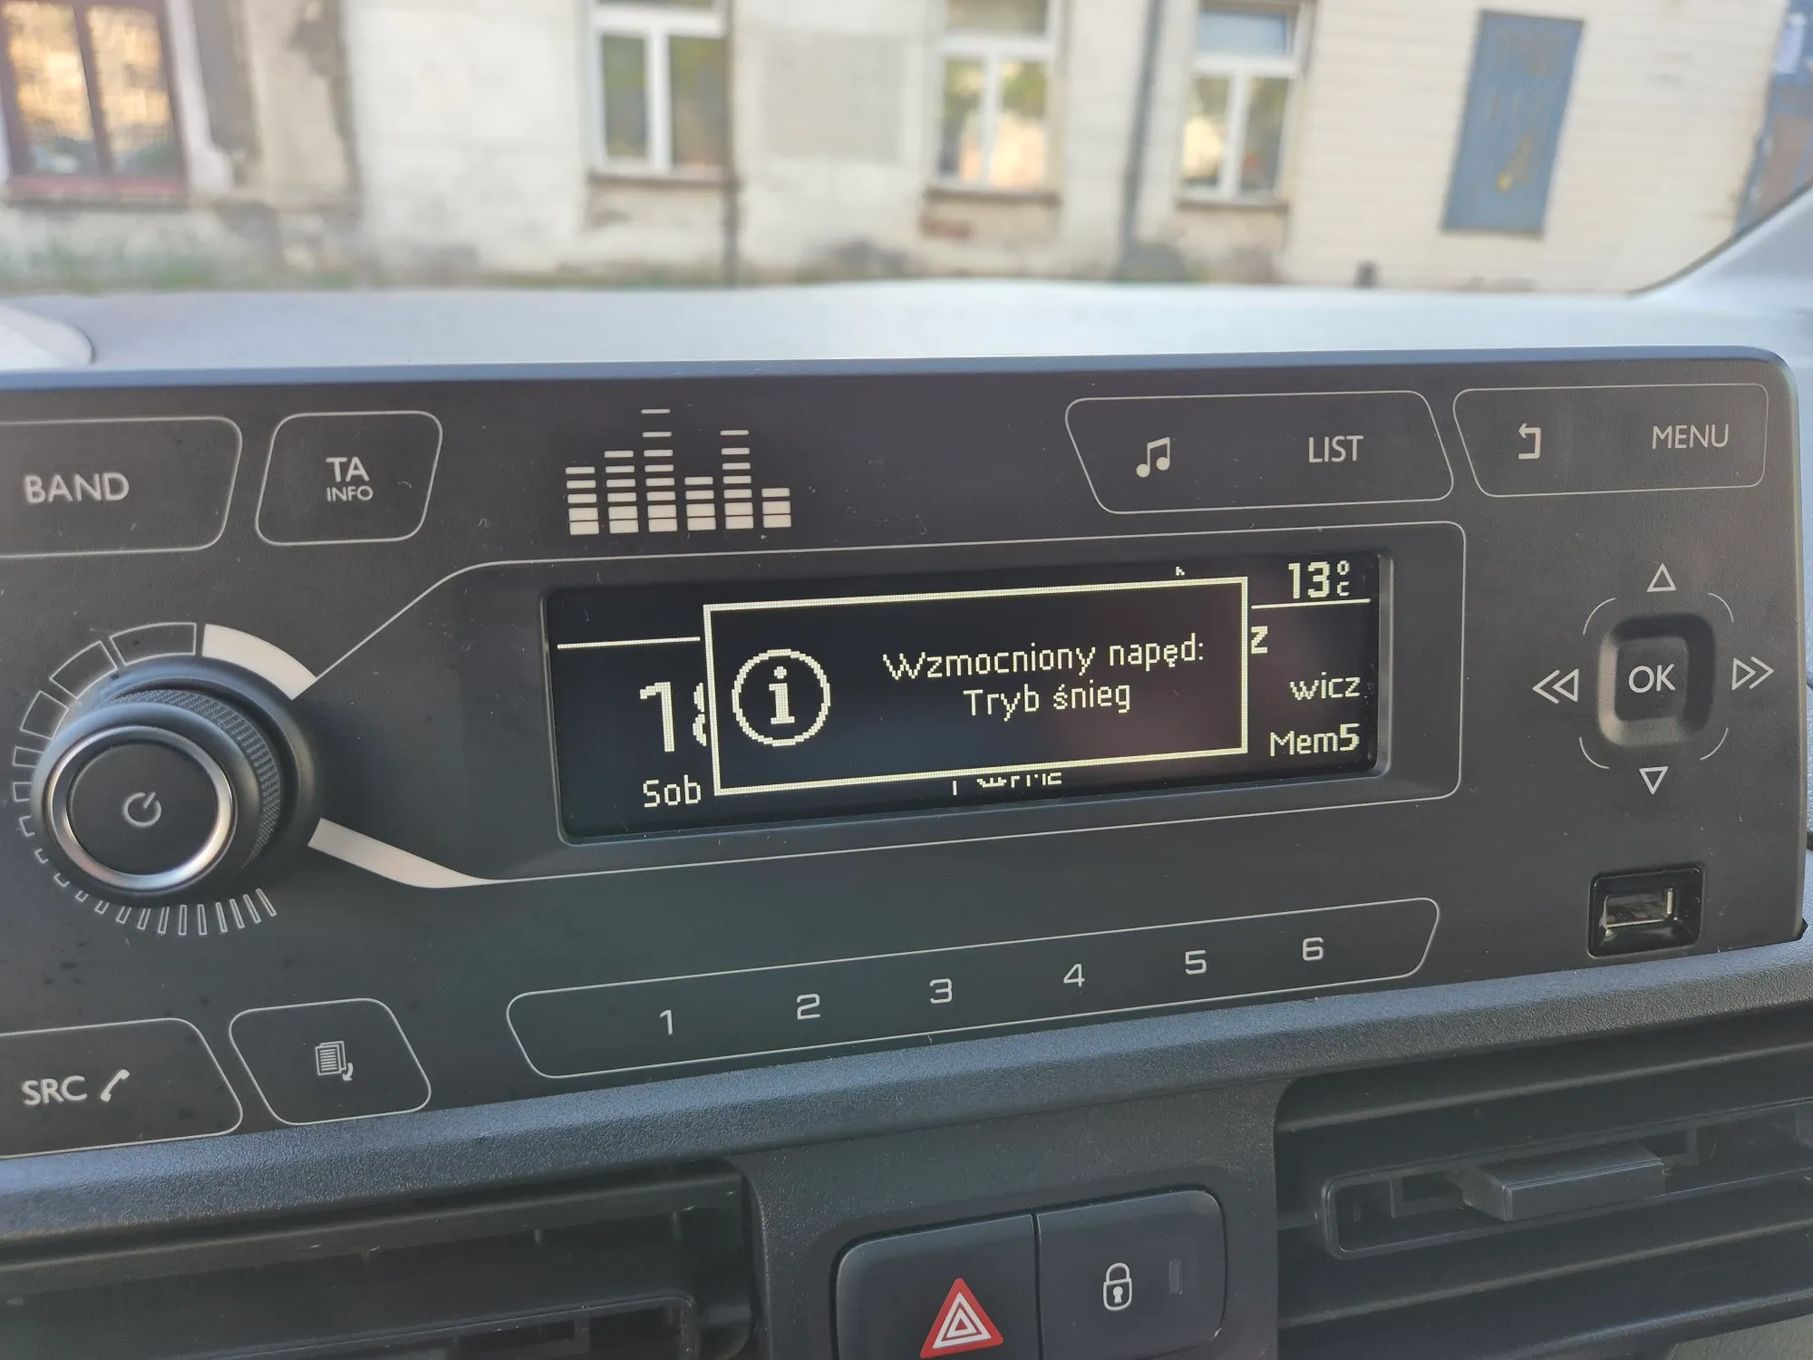 BAND
TA
INFO
LIST
MENU
13°C
Wzmocniony napęd:
Tryb śnieg
z
wicz
Mem5
Sob
OK
1 2 3 4 5 6
SRC